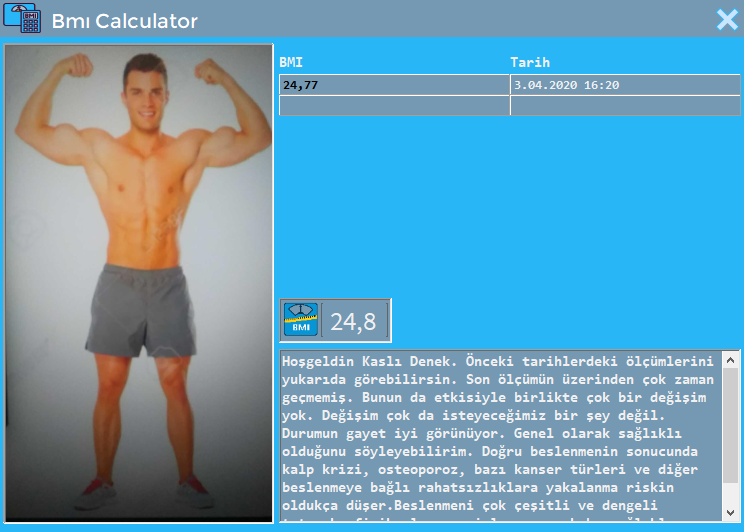 Bmı Calculator
BMI Tarih
24,77 3.04.2020 16:20
BMI 24,8
Hoşgeldin Kaslı Denek. Önceki tarihlerdeki ölçümlerini
yukarıda görebilirsin. Son ölçümün üzerinden çok zaman
geçmemiş. Bunun da etkisiyle birlikte çok bir değişim
yok. Değişim çok da isteyeceğimiz bir şey değil.
Durumun gayet iyi görünüyor. Genel olarak sağlıklı
olduğunu söyleyebilirim. Doğru beslenmenin sonucunda
kalp krizi, osteoporoz, bazı kanser türleri ve diğer
beslenmeye bağlı rahatsızlıklara yakalanma riskin
oldukça düşer.Beslenmeni çok çeşitli ve dengeli